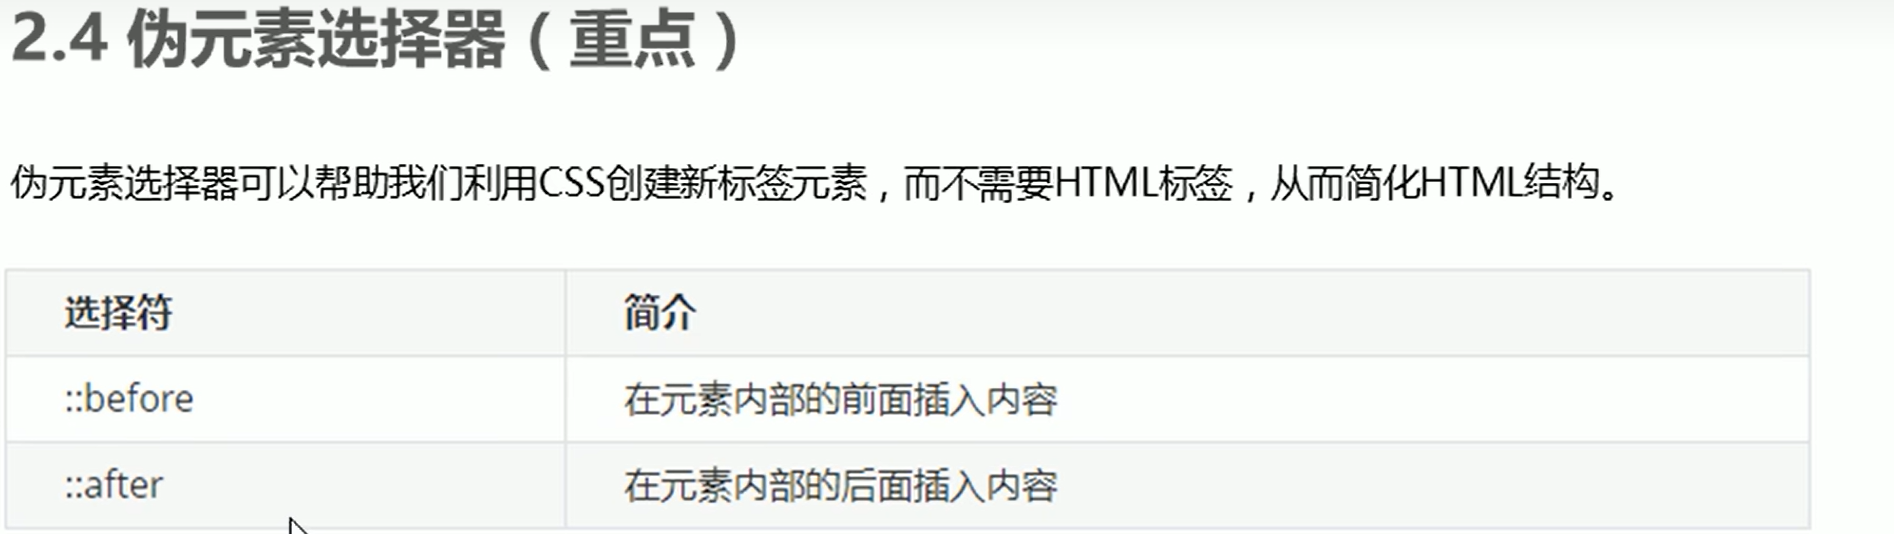 2.4 伪元素选择器（重点）
伪元素选择器可以帮助我们利用CSS创建新标签元素，而不需要HTML标签，从而简化HTML结构。
选择符 简介
::before 在元素内部的前面插入内容
::after 在元素内部的后面插入内容